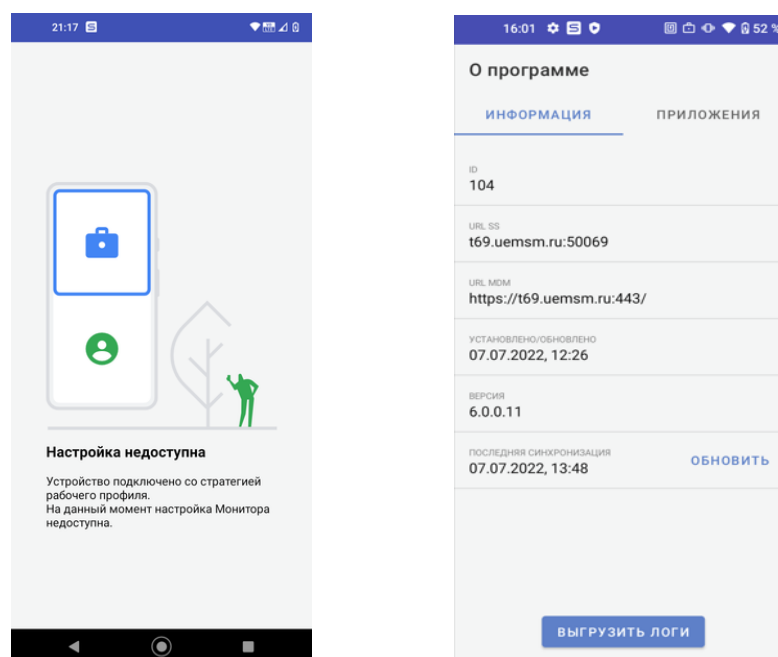 21:17
Настройка недоступна
Устройство подключено со стратегией
рабочего профиля.
На данный момент настройка Монитора
недоступна.
16:01
52 %
О программе
ИНФОРМАЦИЯ
ПРИЛОЖЕНИЯ
ID
104
URL SS
t69.uemsm.ru:50069
URL MDM
https://t69.uemsm.ru:443/
УСТАНОВЛЕНО/ОБНОВЛЕНО
07.07.2022, 12:26
ВЕРСИЯ
6.0.0.11
ПОСЛЕДНЯЯ СИНХРОНИЗАЦИЯ
07.07.2022, 13:48
ОБНОВИТЬ
ВЫГРУЗИТЬ ЛОГИ